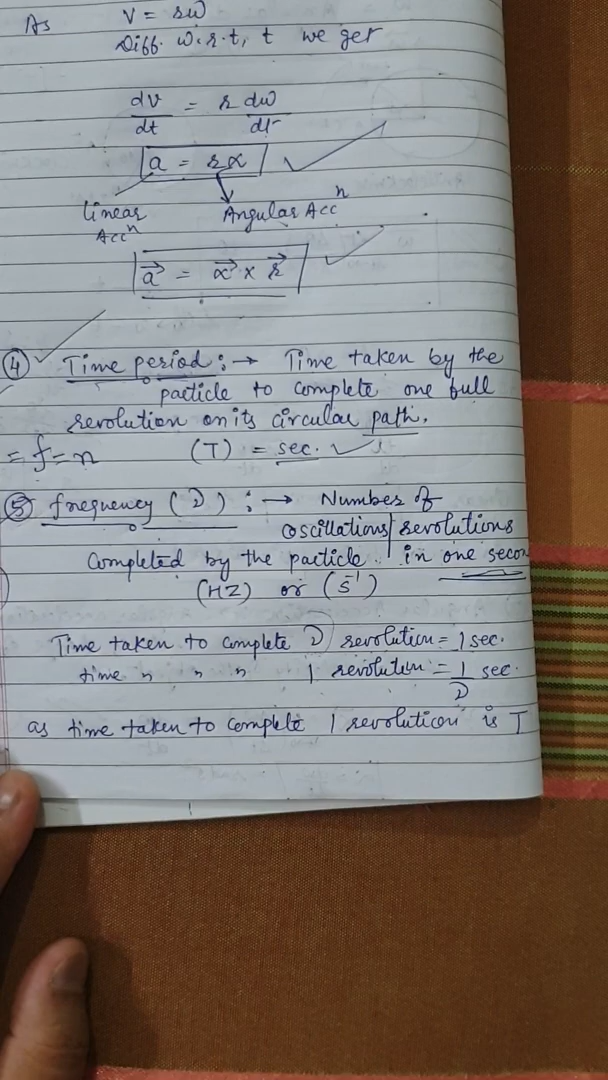 As V = rω
Diff. w.r.t, t we get
dv/dt = r dω/dt
a = rα
linear Accⁿ
Angular Accⁿ
a⃗ = α⃗ × r⃗
④ Time period :→ Time taken by the
particle to complete one full
revolution on its circular path.
= f = n (T) = sec.
⑤ frequency (ν) :→ Number of
oscillations/revolutions
Completed by the particle in one secon
(HZ) or (s⁻¹)
Time taken to complete ν revolution = 1 sec.
time " " " 1 revolution = 1/ν sec.
as time taken to complete 1 revolution is T